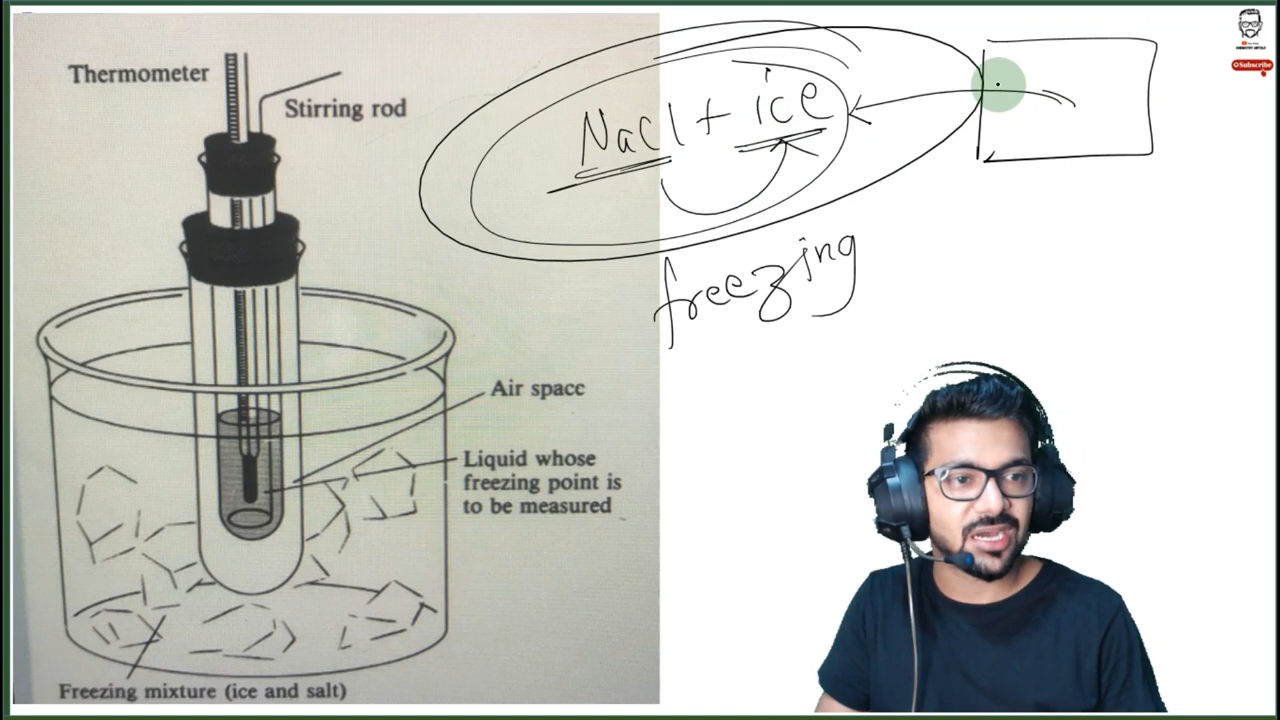 Thermometer
Stirring rod
Air space
Liquid whose
freezing point is
to be measured
Freezing mixture (ice and salt)
NaCl + ice
freezing
Subscribe